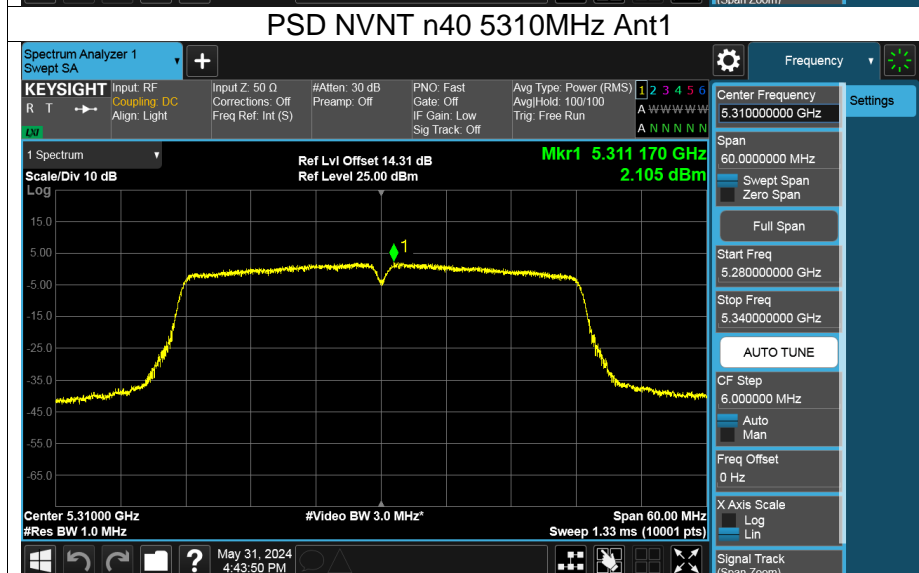 (Span Zoom)
PSD NVNT n40 5310MHz Ant1
Spectrum Analyzer 1
Swept SA
+
Frequency
KEYSIGHT
R T
LXI
Input: RF
Coupling: DC
Align: Light
Input Z: 50 Ω
Corrections: Off
Freq Ref: Int (S)
#Atten: 30 dB
Preamp: Off
PNO: Fast
Gate: Off
IF Gain: Low
Sig Track: Off
Avg Type: Power (RMS)
Avg|Hold: 100/100
Trig: Free Run
1 2 3 4 5 6
A W W W W W
A N N N N N
1 Spectrum
Scale/Div 10 dB
Log
Ref Lvl Offset 14.31 dB
Ref Level 25.00 dBm
Mkr1 5.311 170 GHz
2.105 dBm
15.0
5.00
-5.00
-15.0
-25.0
-35.0
-45.0
-55.0
-65.0
1
Center 5.31000 GHz
#Res BW 1.0 MHz
#Video BW 3.0 MHz*
Span 60.00 MHz
Sweep 1.33 ms (10001 pts)
Center Frequency
5.310000000 GHz
Settings
Span
60.0000000 MHz
Swept Span
Zero Span
Full Span
Start Freq
5.280000000 GHz
Stop Freq
5.340000000 GHz
AUTO TUNE
CF Step
6.000000 MHz
Auto
Man
Freq Offset
0 Hz
X Axis Scale
Log
Lin
Signal Track
(Span Zoom)
?
May 31, 2024
4:43:50 PM